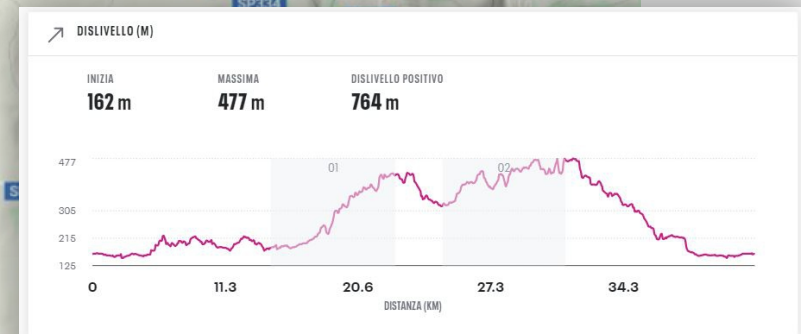 SP334
DISLIVELLO (M)
INIZIA
MASSIMA
DISLIVELLO POSITIVO
162 m
477 m
764 m
01
02
477
305
215
125
0
11.3
20.6
27.3
34.3
DISTANZA (KM)